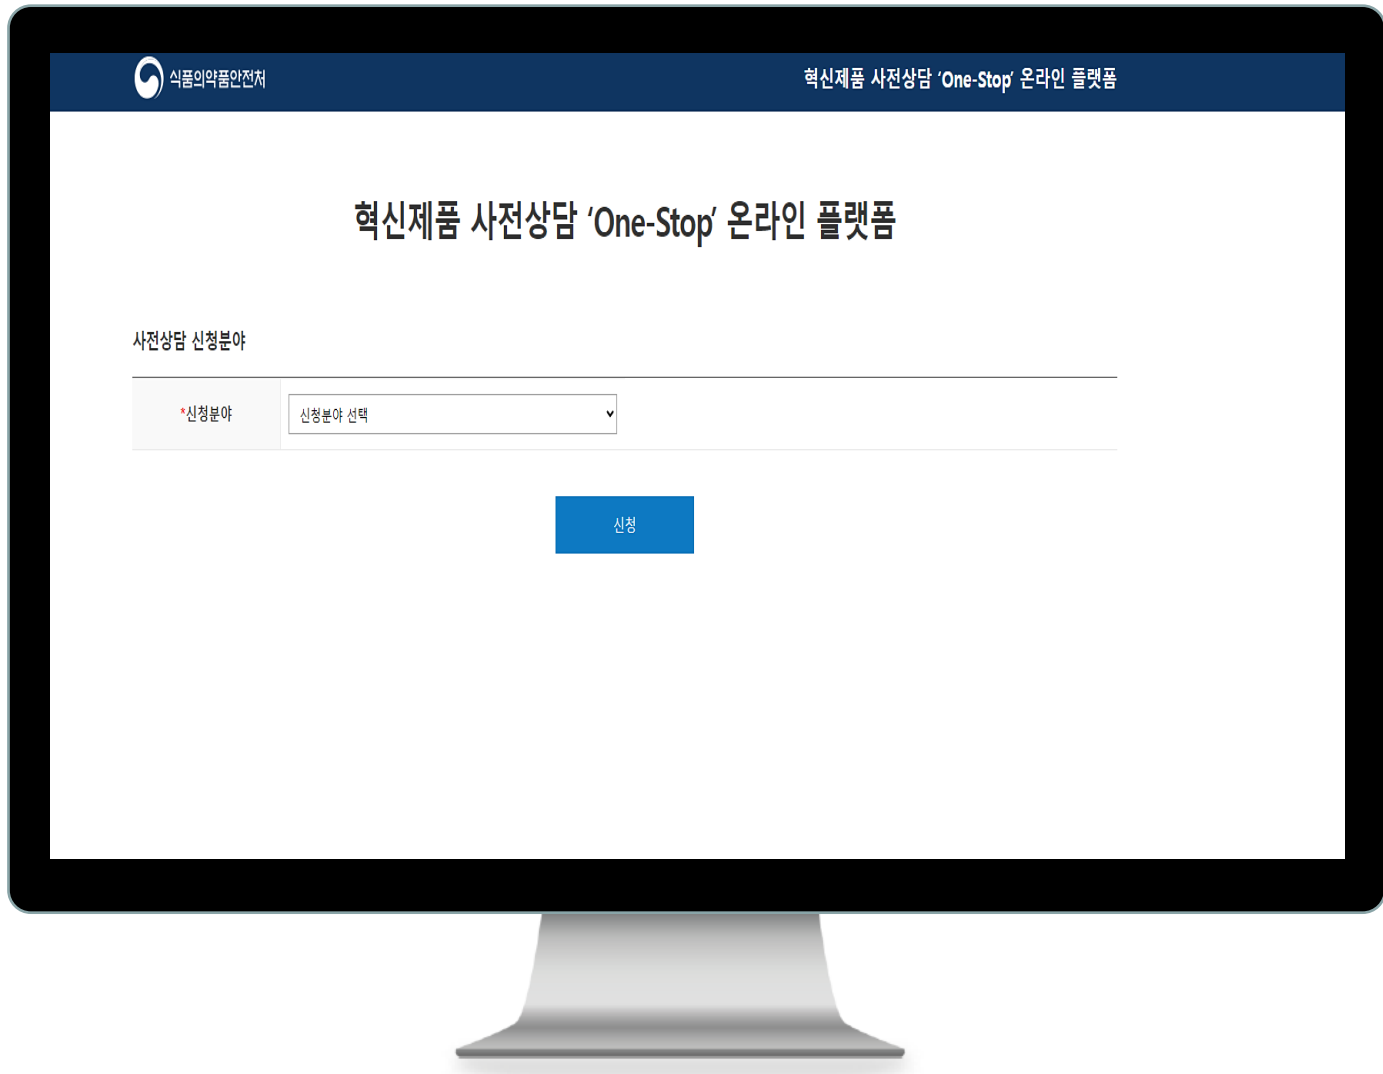 식품의약품안전처
혁신제품 사전상담 ‘One-Stop’ 온라인 플랫폼
혁신제품 사전상담 ‘One-Stop’ 온라인 플랫폼
사전상담 신청분야
*신청분야
신청분야 선택
신청